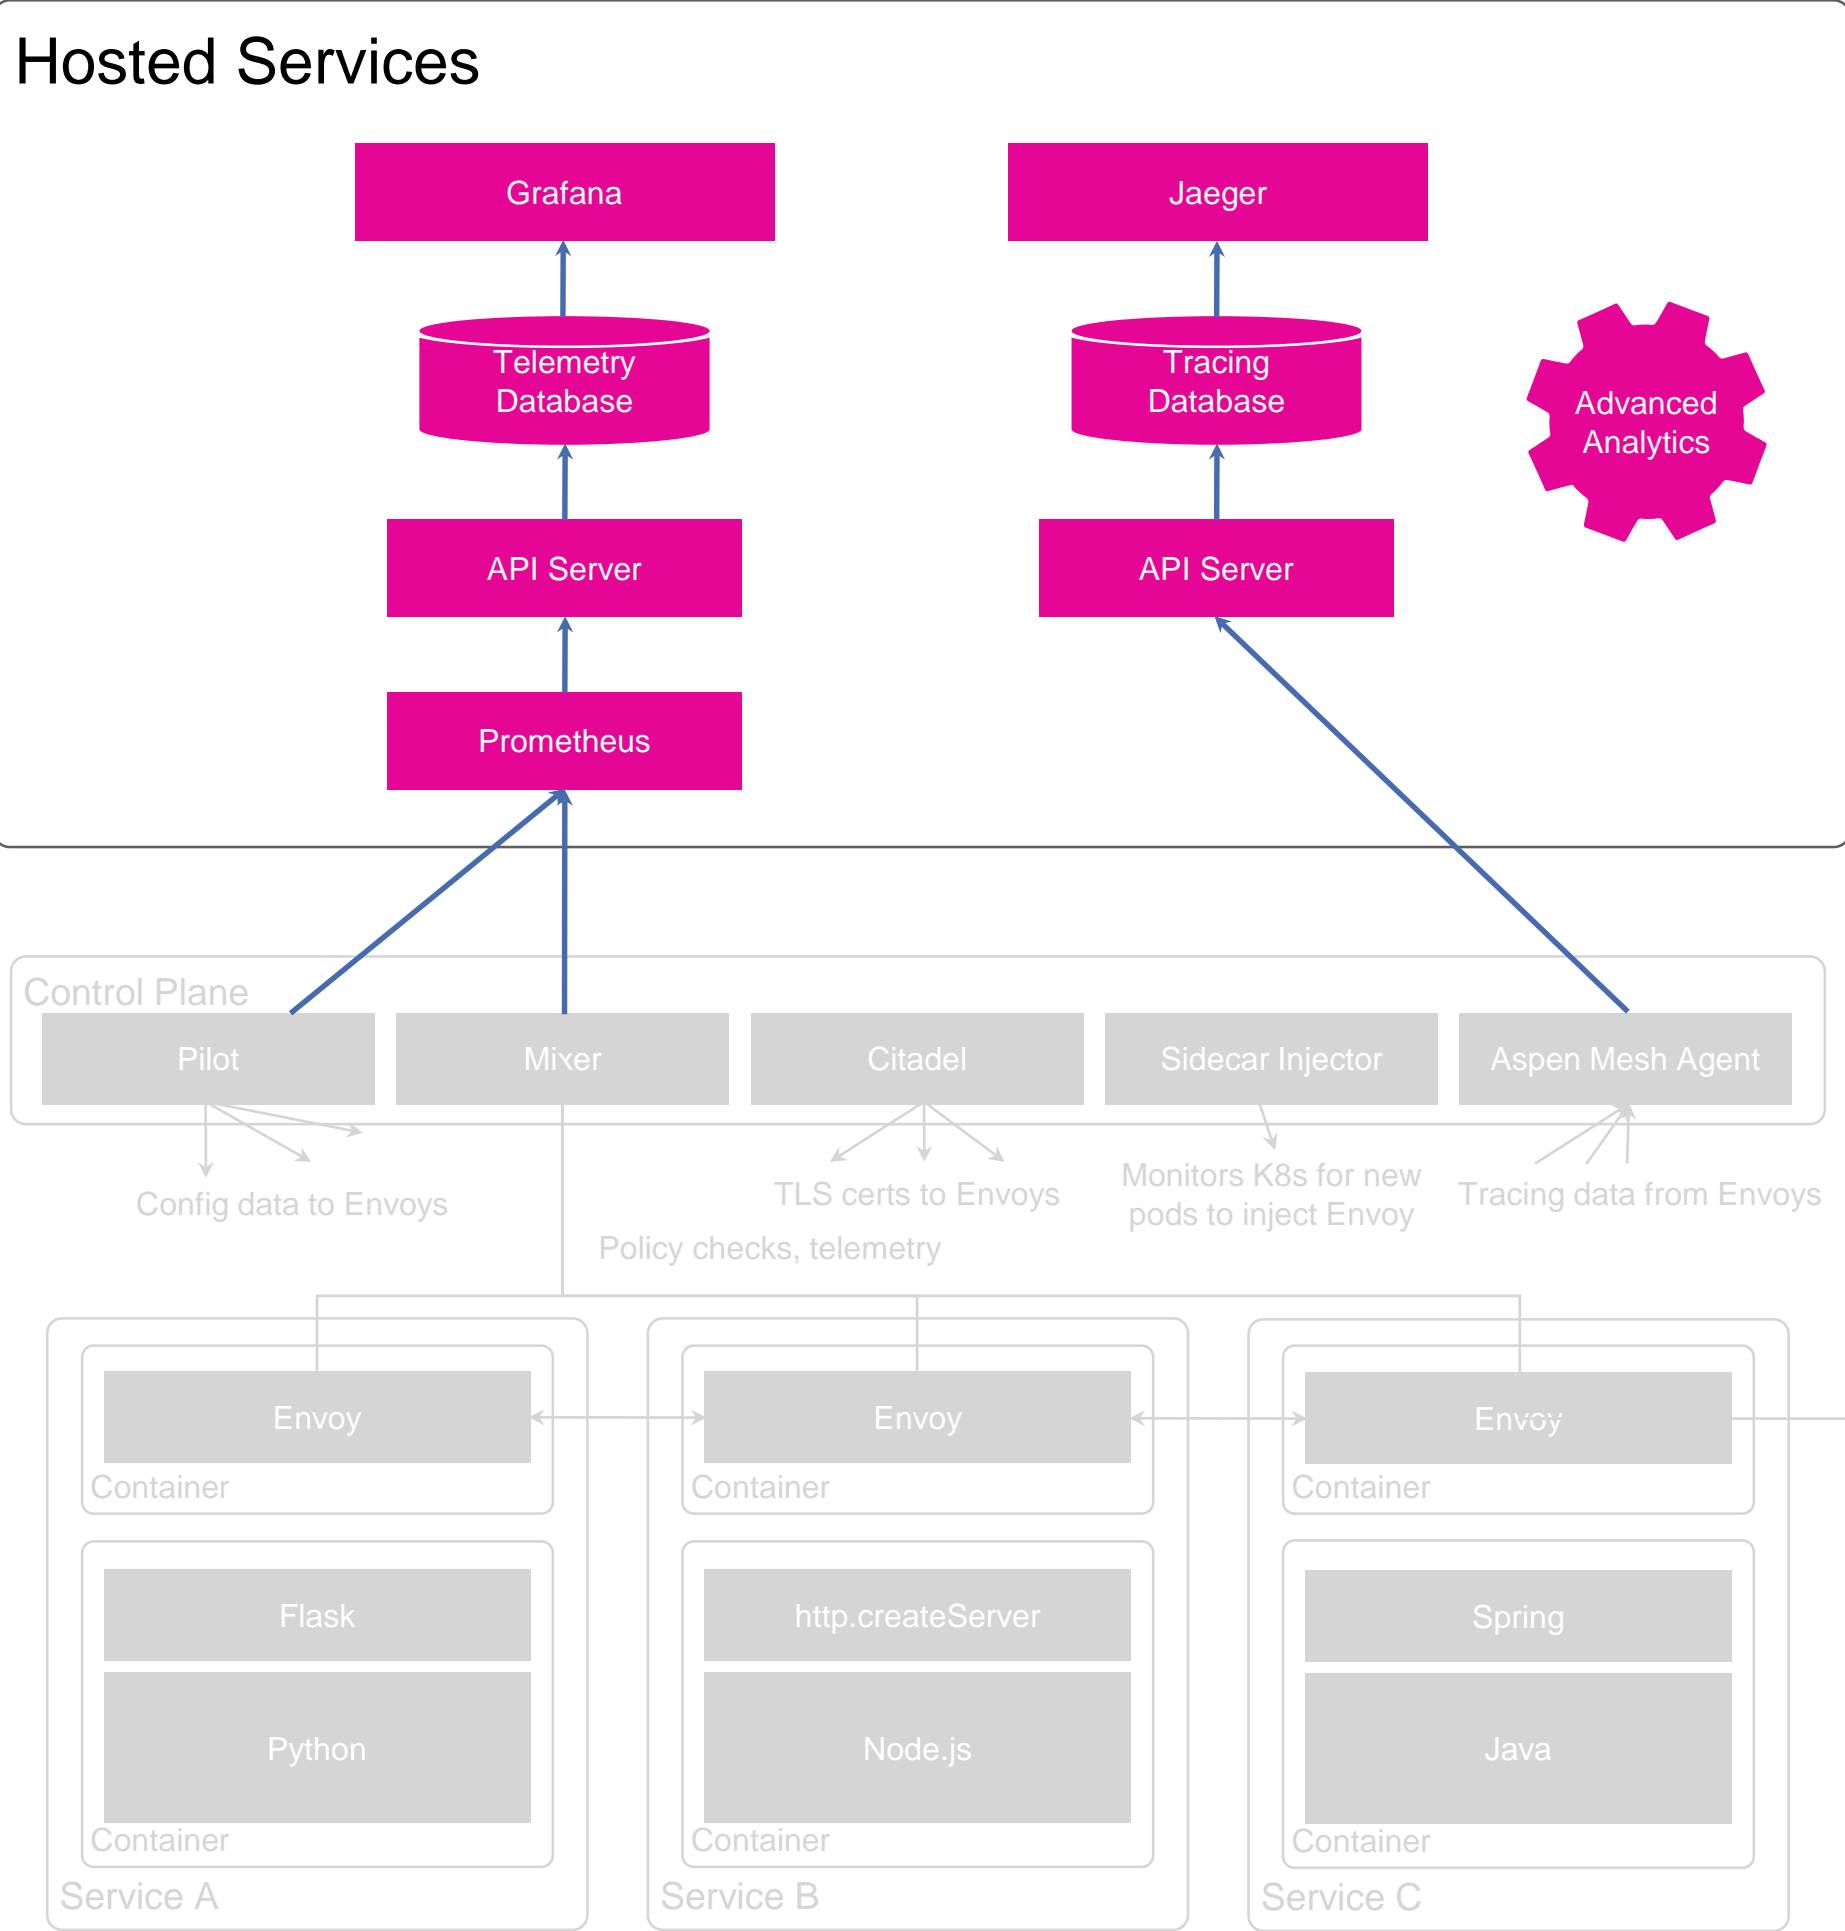 Hosted Services
Grafana
Jaeger
Telemetry
Database
Tracing
Database
Advanced
Analytics
API Server
API Server
Prometheus
Control Plane
Pilot
Mixer
Citadel
Sidecar Injector
Aspen Mesh Agent
Config data to Envoys
TLS certs to Envoys
Monitors K8s for new
pods to inject Envoy
Tracing data from Envoys
Policy checks, telemetry
Envoy
Container
Flask
Python
Container
Service A
Envoy
Container
http.createServer
Node.js
Container
Service B
Envoy
Container
Spring
Java
Container
Service C